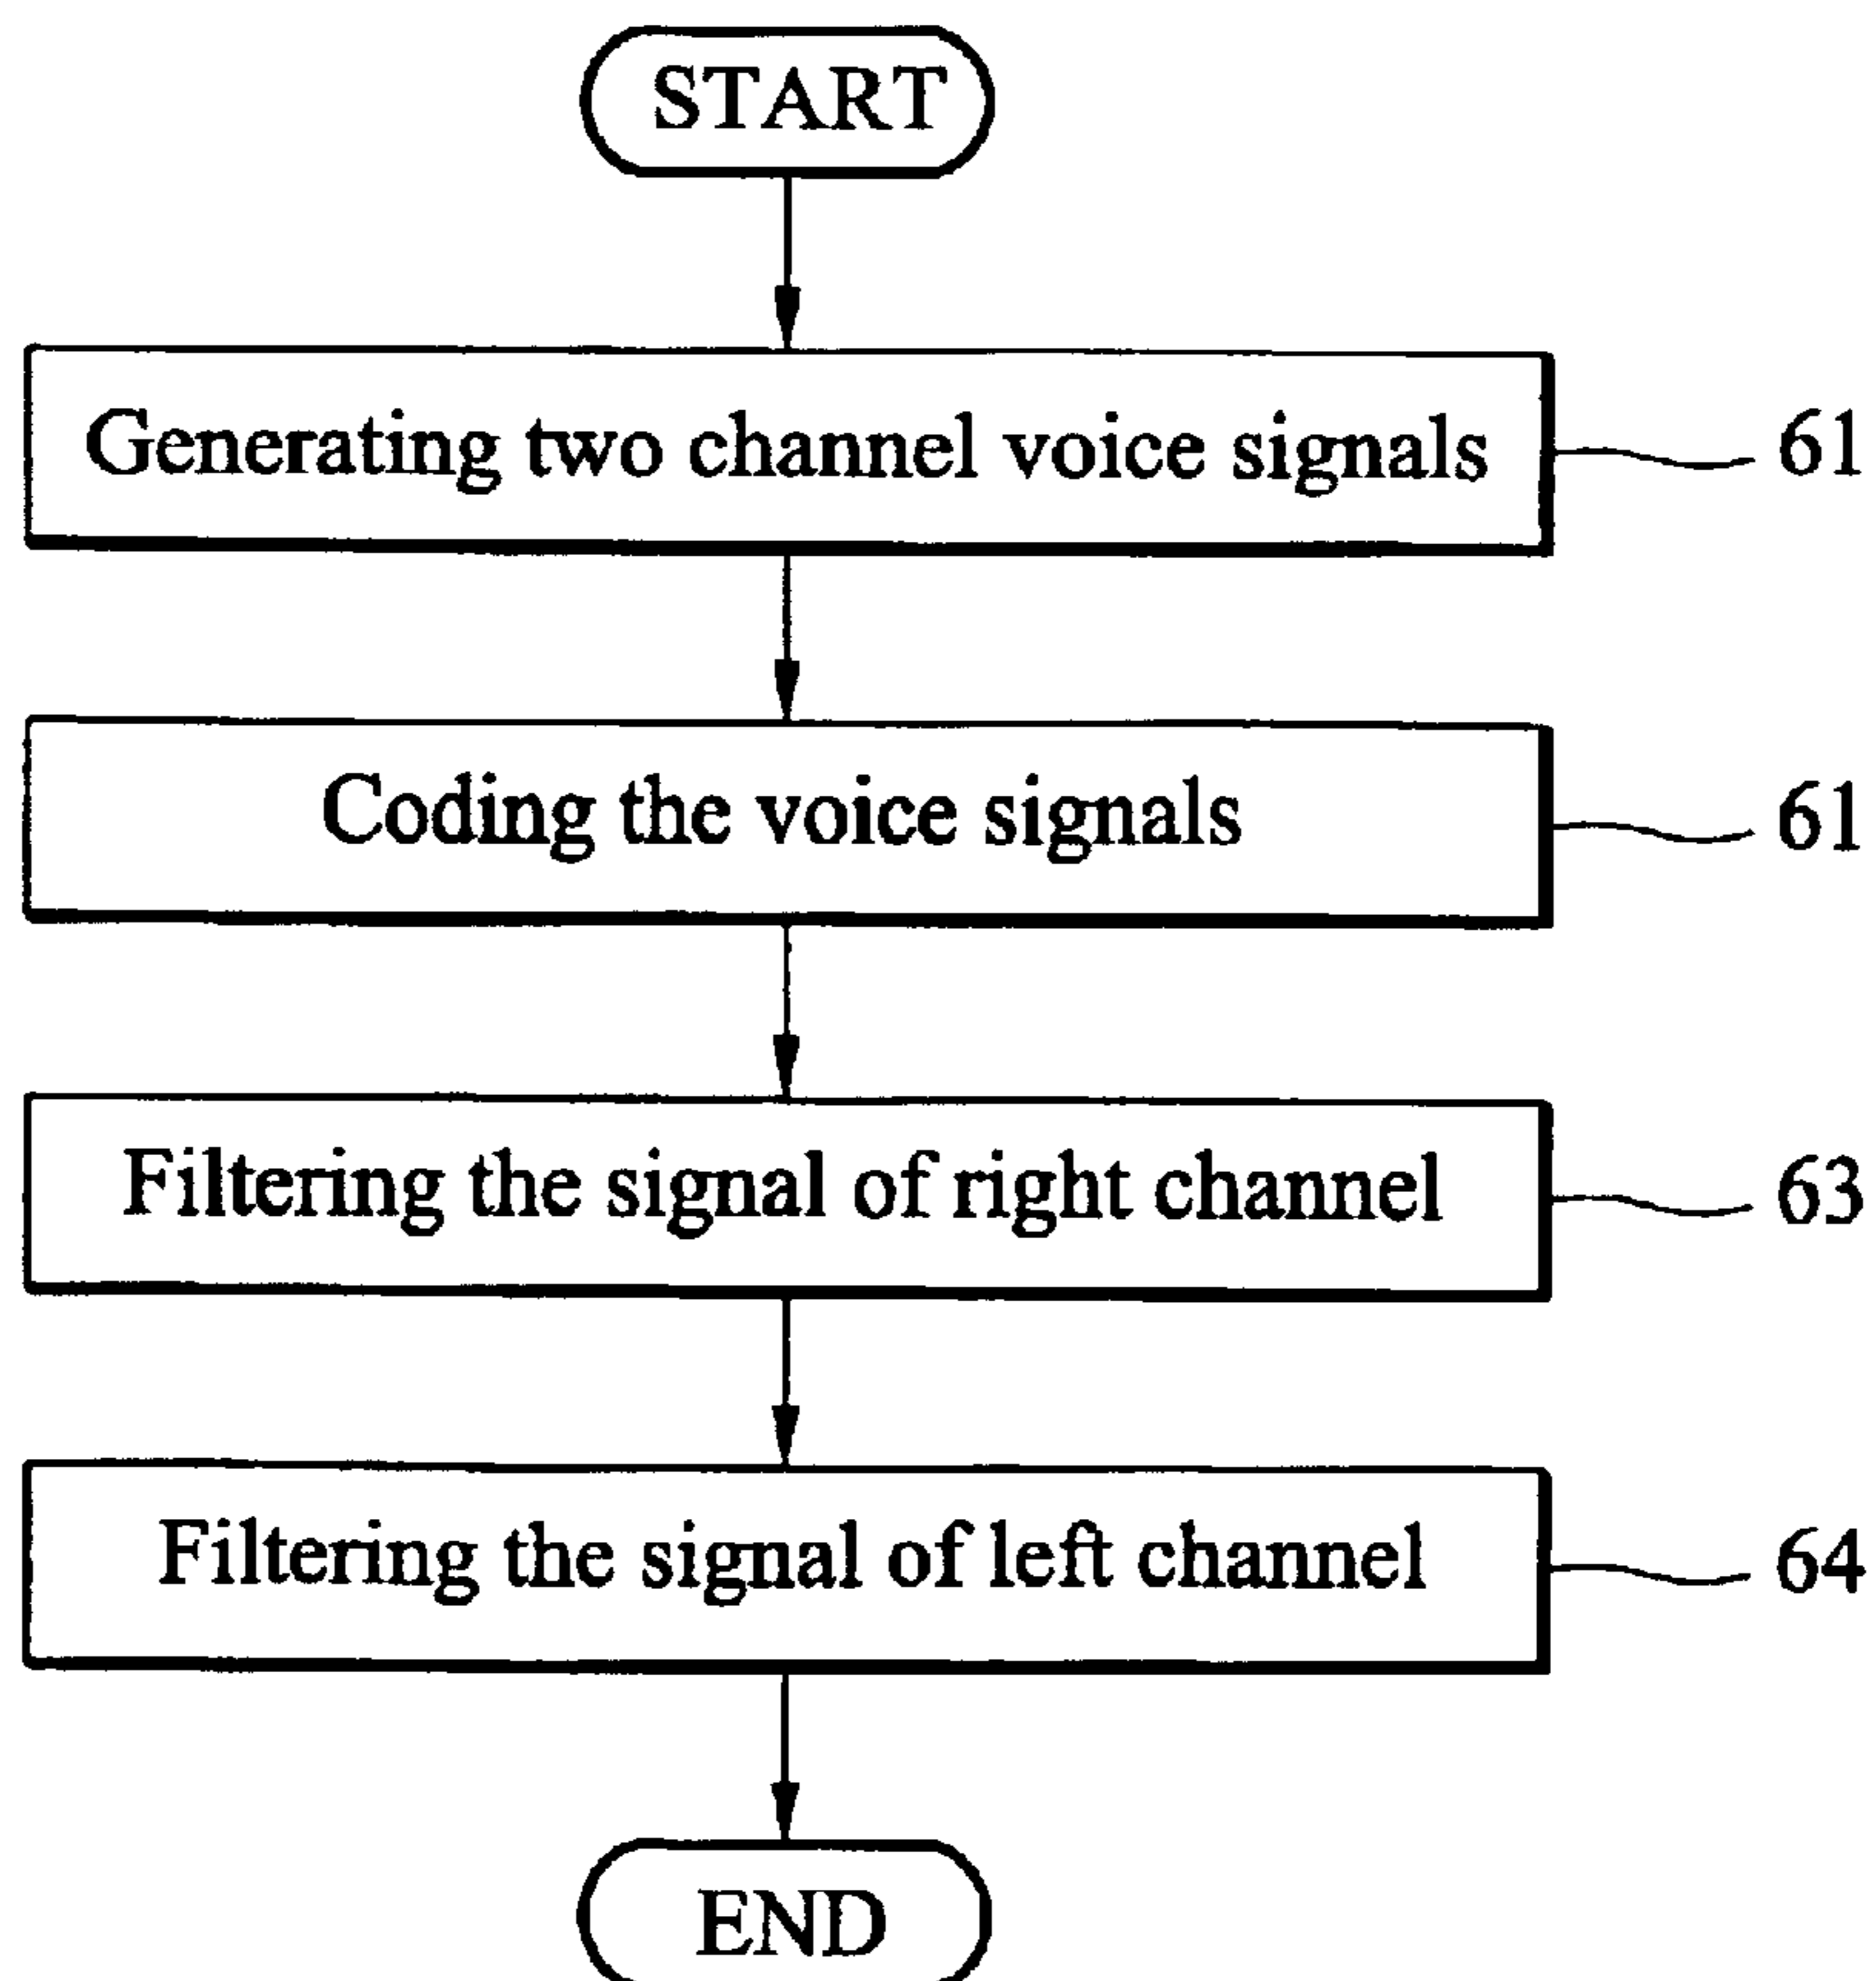 START
Generating two channel voice signals 61
Coding the voice signals 61
Filtering the signal of right channel 63
Filtering the signal of left channel 64
END